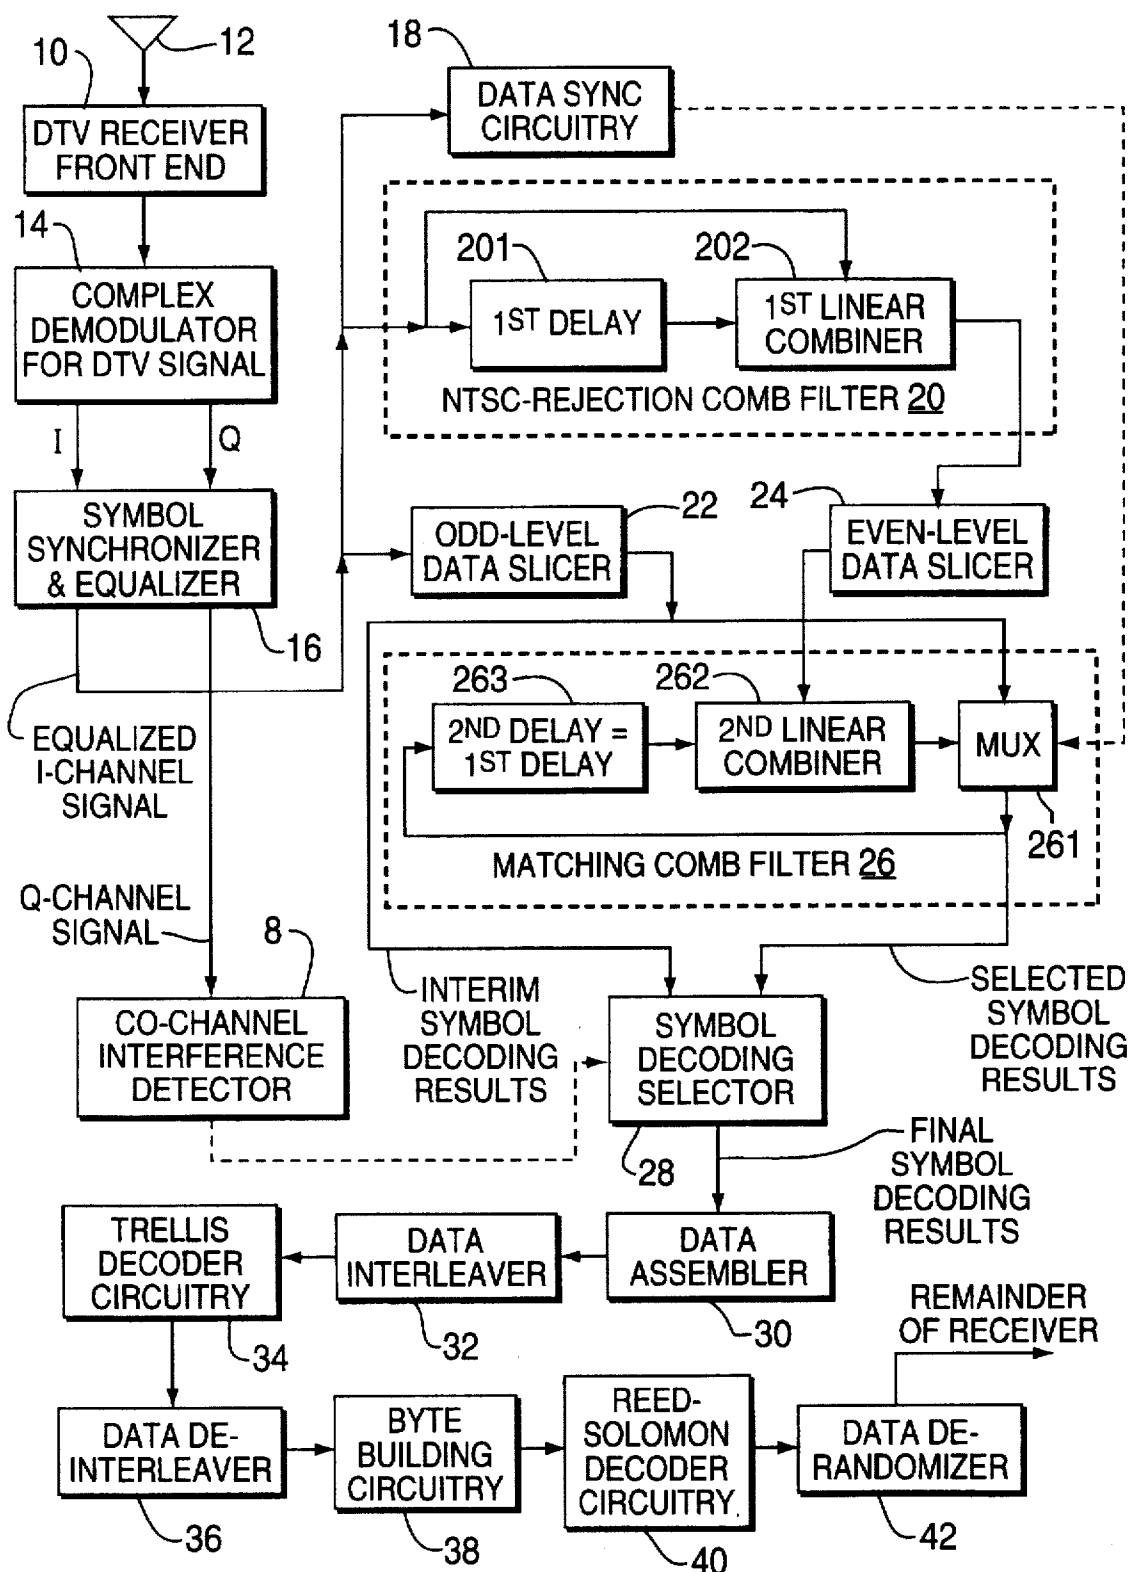 12
10
DTV RECEIVER
FRONT END
18
DATA SYNC
CIRCUITRY
14
COMPLEX
DEMODULATOR
FOR DTV SIGNAL
201
1ST DELAY
202
1ST LINEAR
COMBINER
NTSC-REJECTION COMB FILTER 20
I
Q
SYMBOL
SYNCHRONIZER
& EQUALIZER
16
22
ODD-LEVEL
DATA SLICER
24
EVEN-LEVEL
DATA SLICER
EQUALIZED
I-CHANNEL
SIGNAL
263
2ND DELAY =
1ST DELAY
262
2ND LINEAR
COMBINER
MUX
261
MATCHING COMB FILTER 26
Q-CHANNEL
SIGNAL
8
CO-CHANNEL
INTERFERENCE
DETECTOR
INTERIM
SYMBOL
DECODING
RESULTS
SYMBOL
DECODING
SELECTOR
28
SELECTED
SYMBOL
DECODING
RESULTS
FINAL
SYMBOL
DECODING
RESULTS
TRELLIS
DECODER
CIRCUITRY
34
DATA
INTERLEAVER
32
DATA
ASSEMBLER
30
REMAINDER
OF RECEIVER
DATA DE-
INTERLEAVER
36
BYTE
BUILDING
CIRCUITRY
38
REED-
SOLOMON
DECODER
CIRCUITRY
40
DATA DE-
RANDOMIZER
42